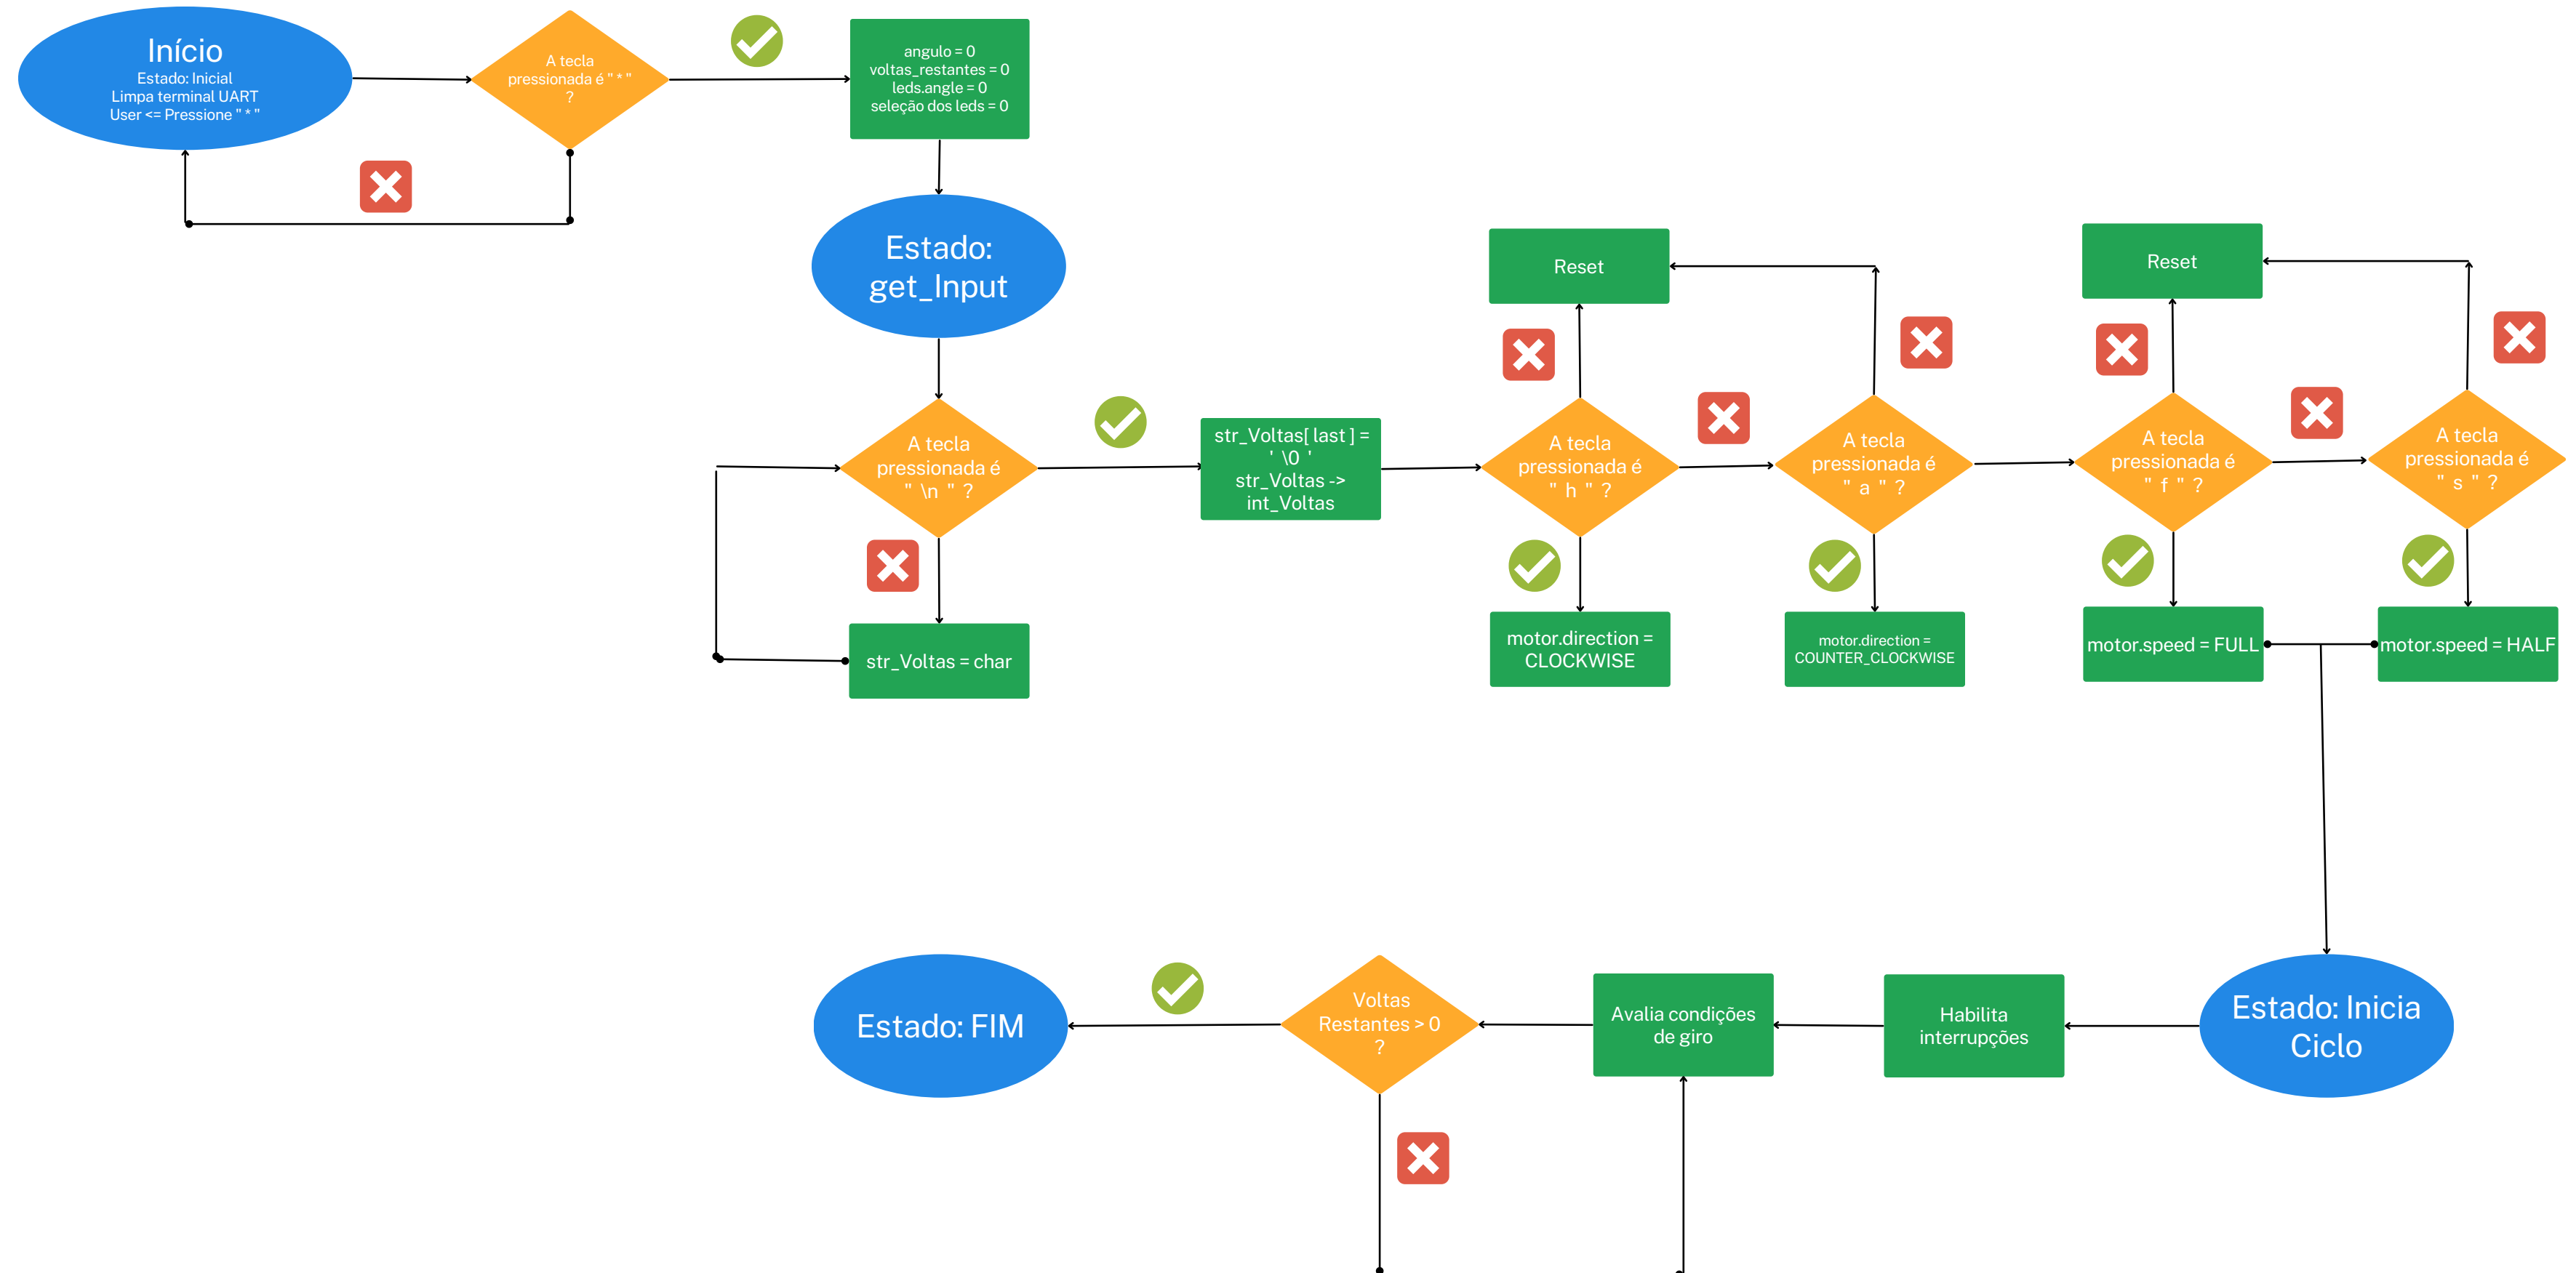 Início
Estado: Inicial
Limpa terminal UART
User <= Pressione " * "
A tecla
pressionada é " * "
?
angulo = 0
voltas_restantes = 0
leds.angle = 0
seleção dos leds = 0
Estado:
get_Input
A tecla
pressionada é
" \n " ?
str_Voltas = char
str_Voltas[ last ] =
' \0 '
str_Voltas ->
int_Voltas
Reset
A tecla
pressionada é
" h " ?
motor.direction =
CLOCKWISE
A tecla
pressionada é
" a " ?
motor.direction =
COUNTER_CLOCKWISE
Reset
A tecla
pressionada é
" f " ?
motor.speed = FULL
A tecla
pressionada é
" s " ?
motor.speed = HALF
Estado: Inicia
Ciclo
Habilita
interrupções
Avalia condições
de giro
Voltas
Restantes > 0
?
Estado: FIM